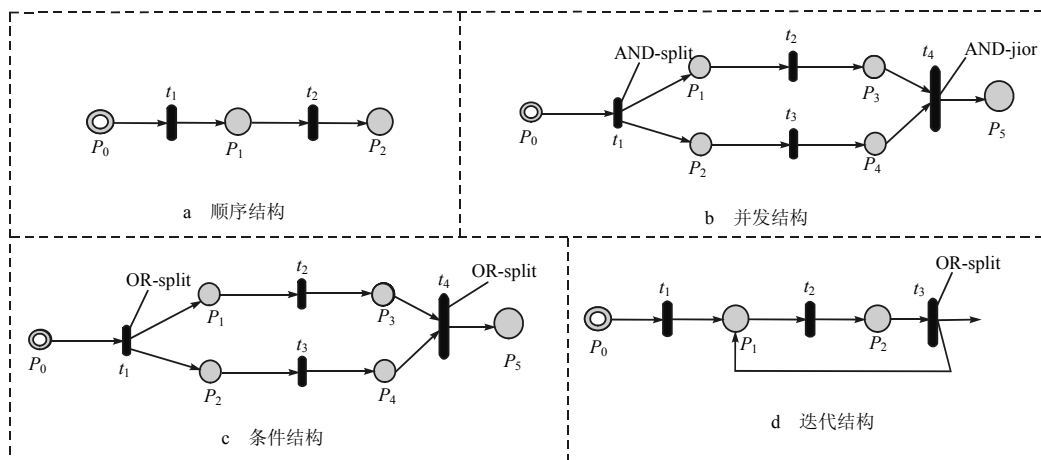 t1
t2
P0
P1
P2
a 顺序结构
AND-split
t2
t4
AND-jior
P1
P3
P0
t1
t3
P5
P2
P4
b 并发结构
OR-split
t2
t4
OR-split
P1
P3
P0
t1
t3
P5
P2
P4
c 条件结构
OR-split
t1
t2
t3
P0
P1
P2
d 迭代结构